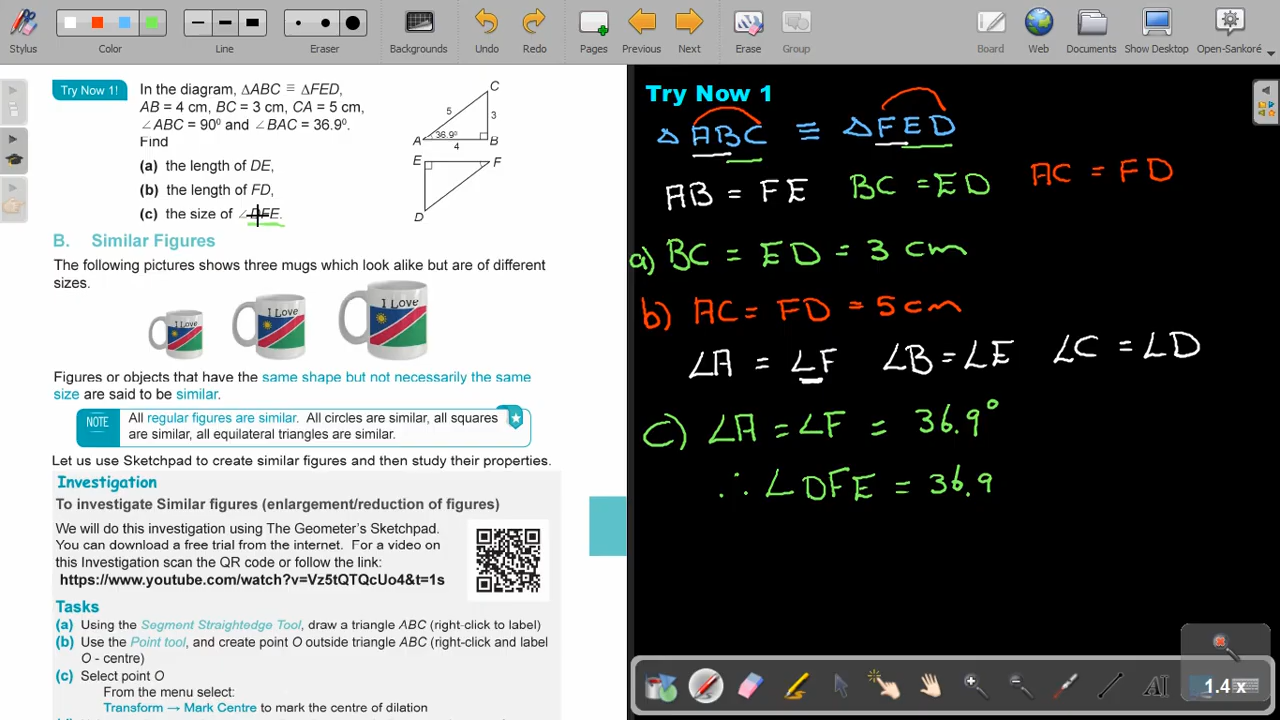 Stylus
Color
Line
Eraser
Backgrounds
Undo
Redo
Pages
Previous
Next
Erase
Group
Board
Web
Documents
Show Desktop
Open-Sankoré
Try Now 1!
In the diagram, ΔABC ≡ ΔFED,
AB = 4 cm, BC = 3 cm, CA = 5 cm,
∠ABC = 90⁰ and ∠BAC = 36.9⁰.
Find
(a) the length of DE,
(b) the length of FD,
(c) the size of ∠DFE.
C
5
3
36.9⁰
A
4
B
E
F
D
B. Similar Figures
The following pictures shows three mugs which look alike but are of different
sizes.
I Love
I Love
I Love
Figures or objects that have the same shape but not necessarily the same
size are said to be similar.
NOTE
All regular figures are similar. All circles are similar, all squares
are similar, all equilateral triangles are similar.
Let us use Sketchpad to create similar figures and then study their properties.
Investigation
To investigate Similar figures (enlargement/reduction of figures)
We will do this investigation using The Geometer's Sketchpad.
You can download a free trial from the internet. For a video on
this Investigation scan the QR code or follow the link:
https://www.youtube.com/watch?v=Vz5tQTQcUo4&t=1s
Tasks
(a) Using the Segment Straightedge Tool, draw a triangle ABC (right-click to label)
(b) Use the Point tool, and create point O outside triangle ABC (right-click and label
O - centre)
(c) Select point O
From the menu select:
Transform → Mark Centre to mark the centre of dilation
Try Now 1
Δ ABC ≡ Δ FED
AB = FE BC = ED AC = FD
a) BC = ED = 3 cm
b) AC = FD = 5 cm
∠A = ∠F ∠B = ∠E ∠C = ∠D
c) ∠A = ∠F = 36.9°
∴ ∠DFE = 36.9
1.4 x